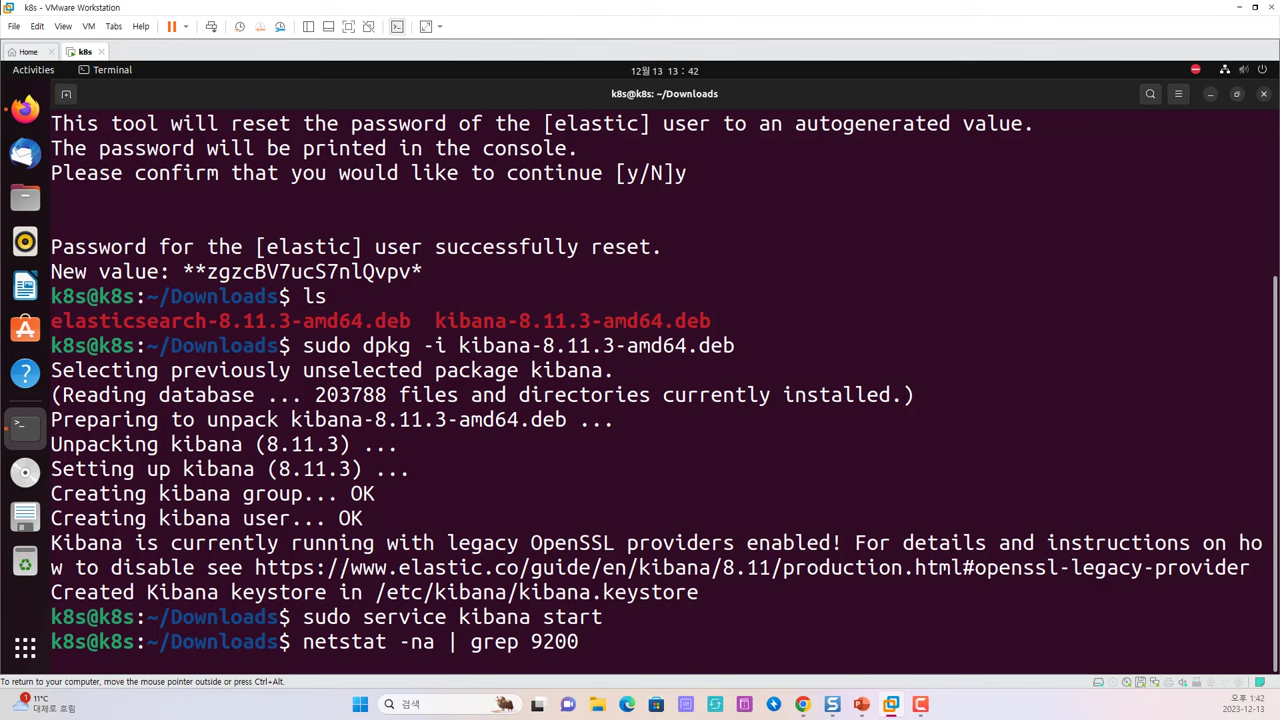 k8s - VMware Workstation
File Edit View VM Tabs Help
Home k8s
Activities Terminal 12월 13 13 : 42
k8s@k8s: ~/Downloads
This tool will reset the password of the [elastic] user to an autogenerated value.
The password will be printed in the console.
Please confirm that you would like to continue [y/N]y
Password for the [elastic] user successfully reset.
New value: **zgzcBV7ucS7nlQvpv*
k8s@k8s:~/Downloads$ ls
elasticsearch-8.11.3-amd64.deb kibana-8.11.3-amd64.deb
k8s@k8s:~/Downloads$ sudo dpkg -i kibana-8.11.3-amd64.deb
Selecting previously unselected package kibana.
(Reading database ... 203788 files and directories currently installed.)
Preparing to unpack kibana-8.11.3-amd64.deb ...
Unpacking kibana (8.11.3) ...
Setting up kibana (8.11.3) ...
Creating kibana group... OK
Creating kibana user... OK
Kibana is currently running with legacy OpenSSL providers enabled! For details and instructions on ho
w to disable see https://www.elastic.co/guide/en/kibana/8.11/production.html#openssl-legacy-provider
Created Kibana keystore in /etc/kibana/kibana.keystore
k8s@k8s:~/Downloads$ sudo service kibana start
k8s@k8s:~/Downloads$ netstat -na | grep 9200
To return to your computer, move the mouse pointer outside or press Ctrl+Alt.
11°C
대체로 흐림
검색
오후 1:42
2023-12-13